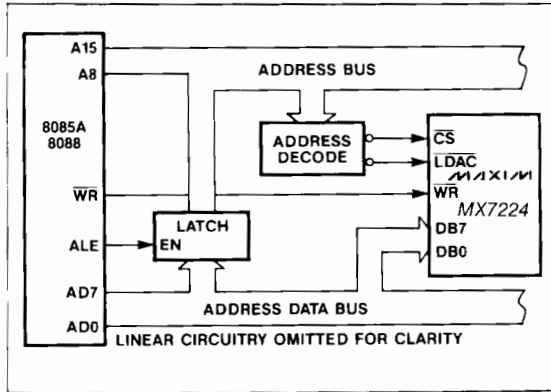 A15
ADDRESS BUS
A8
8085A
8088
ADDRESS
DECODE
CS
LDAC
MAXIM
WR
WR
MX7224
LATCH
ALE
EN
DB7
DB0
AD7
ADDRESS DATA BUS
AD0
LINEAR CIRCUITRY OMITTED FOR CLARITY